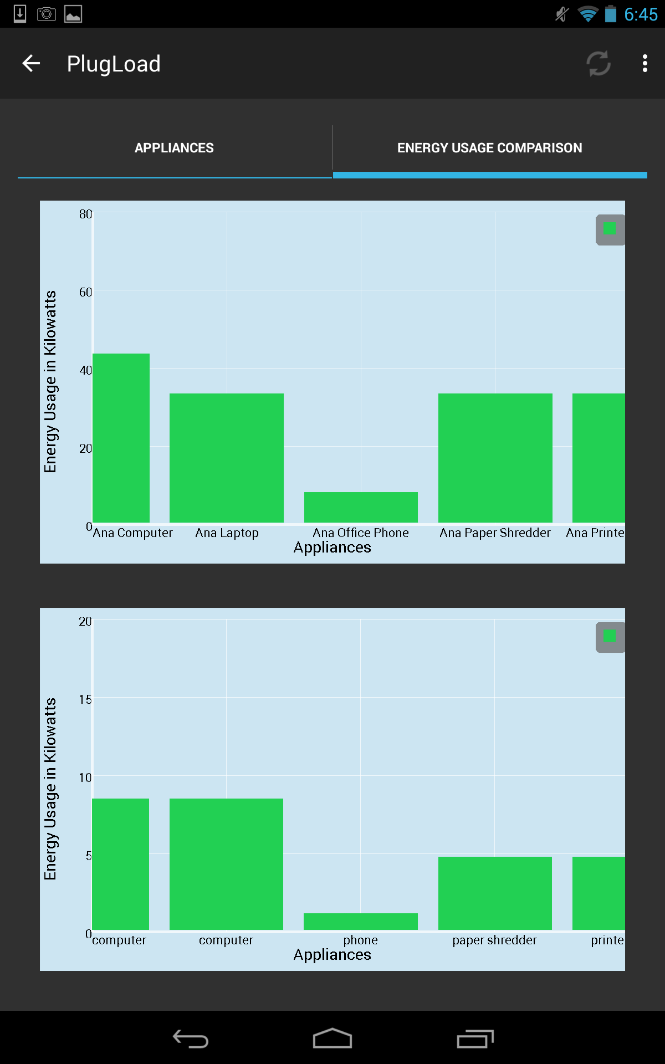 6:45
PlugLoad
APPLIANCES
ENERGY USAGE COMPARISON
80
60
40
20
0
Energy Usage in Kilowatts
Ana Computer
Ana Laptop
Ana Office Phone
Ana Paper Shredder
Ana Printe
Appliances
20
15
10
5
0
Energy Usage in Kilowatts
computer
computer
phone
paper shredder
printe
Appliances